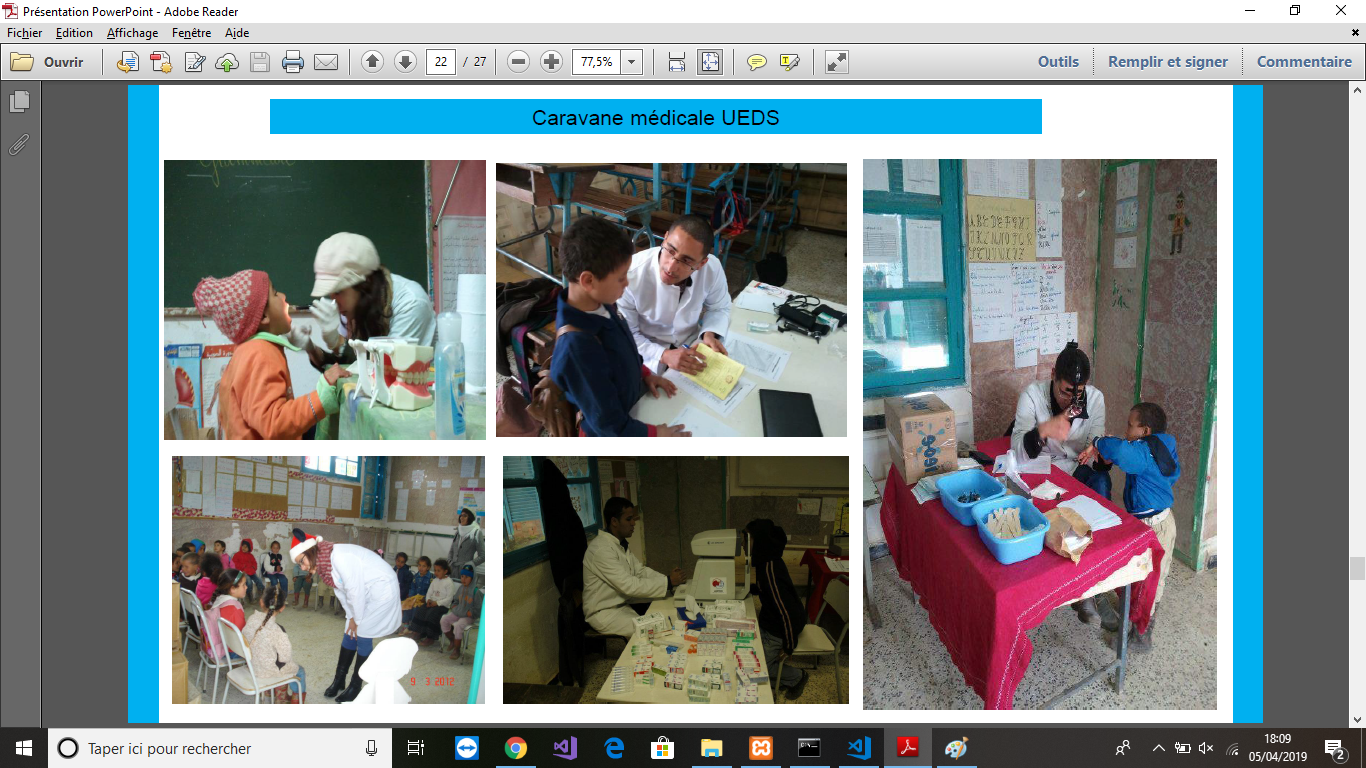 Présentation PowerPoint - Adobe Reader
Fichier Edition Affichage Fenêtre Aide
Ouvrir 22 / 27 77,5% Outils Remplir et signer Commentaire
Caravane médicale UEDS
9 3 2012
Taper ici pour rechercher
18:09
05/04/2019
2